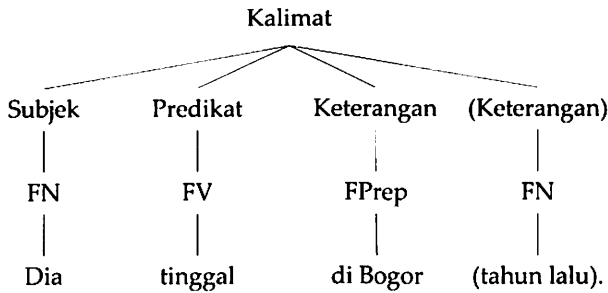 Kalimat
Subjek Predikat Keterangan (Keterangan)
FN FV FPrep FN
Dia tinggal di Bogor (tahun lalu).